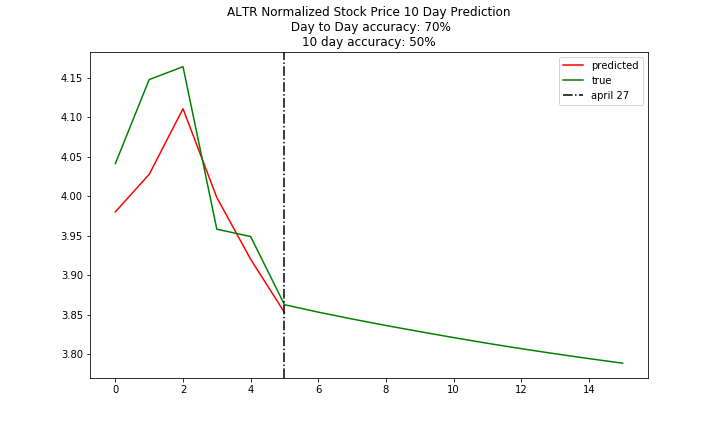 ALTR Normalized Stock Price 10 Day Prediction
Day to Day accuracy: 70%
10 day accuracy: 50%
predicted
true
april 27
4.15
4.10
4.05
4.00
3.95
3.90
3.85
3.80
0 2 4 6 8 10 12 14